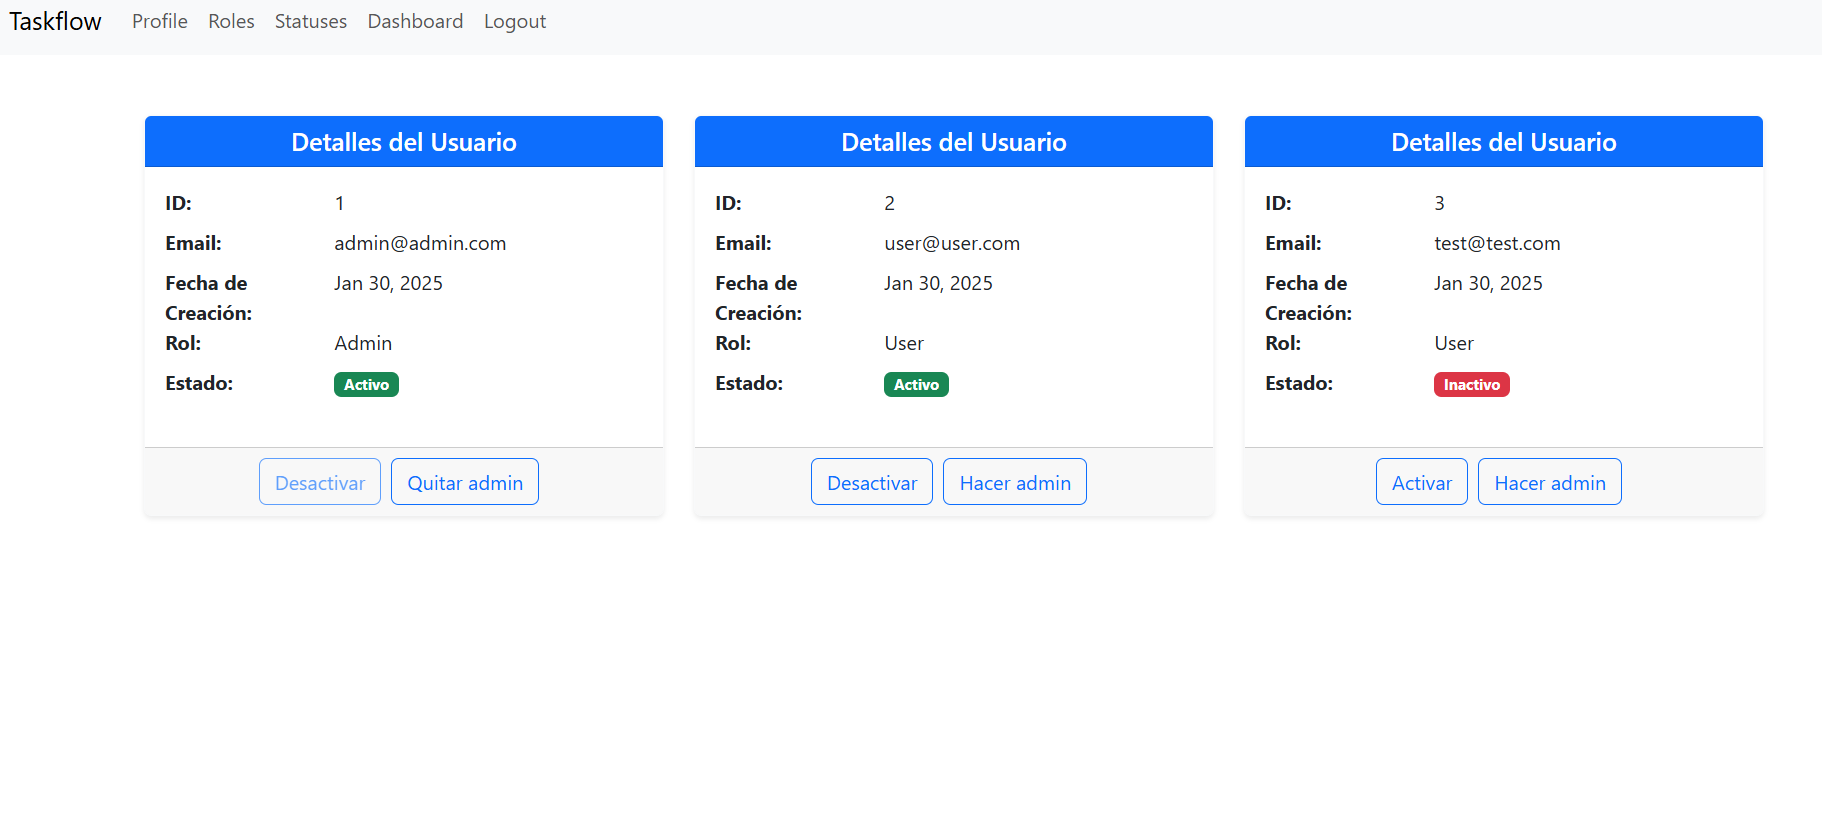 Taskflow Profile Roles Statuses Dashboard Logout
Detalles del Usuario
ID: 1
Email: admin@admin.com
Fecha de Creación: Jan 30, 2025
Rol: Admin
Estado: Activo
Desactivar Quitar admin
Detalles del Usuario
ID: 2
Email: user@user.com
Fecha de Creación: Jan 30, 2025
Rol: User
Estado: Activo
Desactivar Hacer admin
Detalles del Usuario
ID: 3
Email: test@test.com
Fecha de Creación: Jan 30, 2025
Rol: User
Estado: Inactivo
Activar Hacer admin